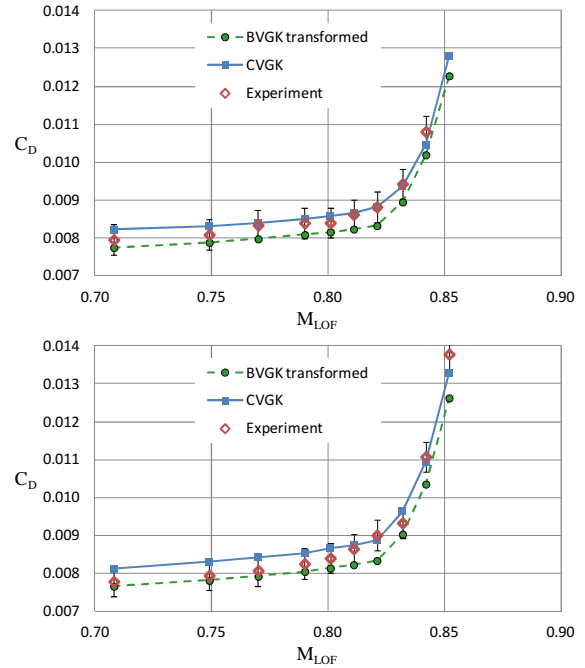 0.014
0.013
0.012
0.011
0.010
0.009
0.008
0.007
C_D
BVGK transformed
CVGK
Experiment
0.70 0.75 0.80 0.85 0.90
M_LOF
0.014
0.013
0.012
0.011
0.010
0.009
0.008
0.007
C_D
BVGK transformed
CVGK
Experiment
0.70 0.75 0.80 0.85 0.90
M_LOF